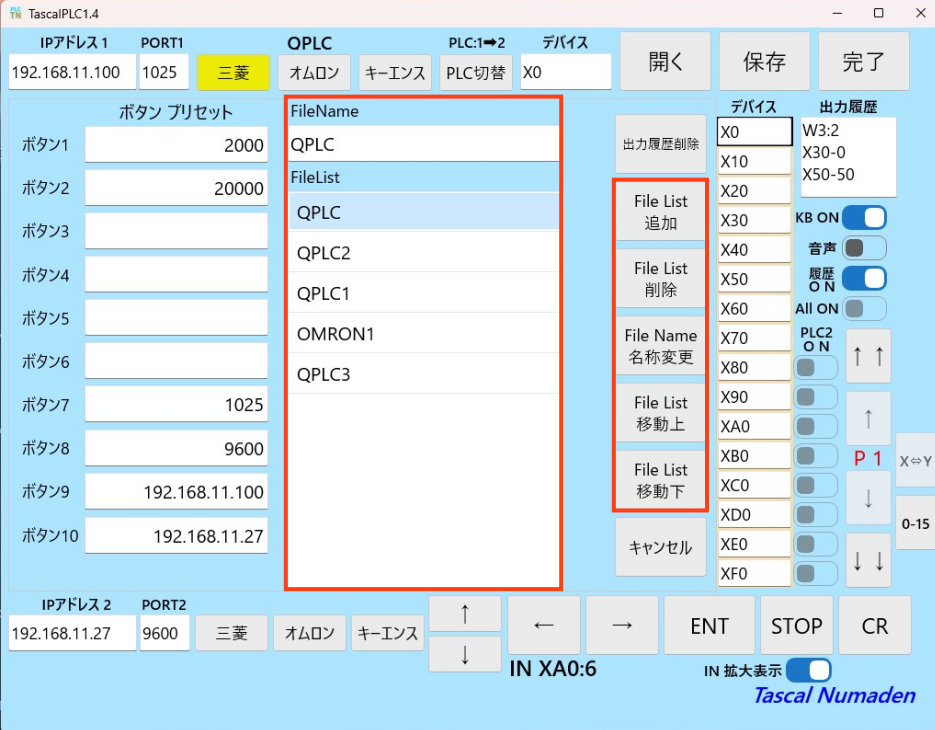 TascalPLC1.4
IPアドレス 1
PORT1
QPLC
PLC:1➡2
デバイス
192.168.11.100
1025
三菱
オムロン
キーエンス
PLC切替
X0
開く
保存
完了
ボタン プリセット
ボタン1
2000
ボタン2
20000
ボタン3
ボタン4
ボタン5
ボタン6
ボタン7
1025
ボタン8
9600
ボタン9
192.168.11.100
ボタン10
192.168.11.27
FileName
QPLC
FileList
QPLC
QPLC2
QPLC1
OMRON1
QPLC3
出力履歴削除
File List
追加
File List
削除
File Name
名称変更
File List
移動上
File List
移動下
キャンセル
デバイス
X0
X10
X20
X30
X40
X50
X60
X70
X80
X90
XA0
XB0
XC0
XD0
XE0
XF0
出力履歴
W3:2
X30-0
X50-50
KB ON
音声
履歴
ON
All ON
PLC2
ON
↑ ↑
↑
P 1
↓
↓ ↓
X⇔Y
0-15
IPアドレス 2
PORT2
192.168.11.27
9600
三菱
オムロン
キーエンス
↑
↓
←
→
ENT
STOP
CR
IN XA0:6
IN 拡大表示
Tascal Numaden